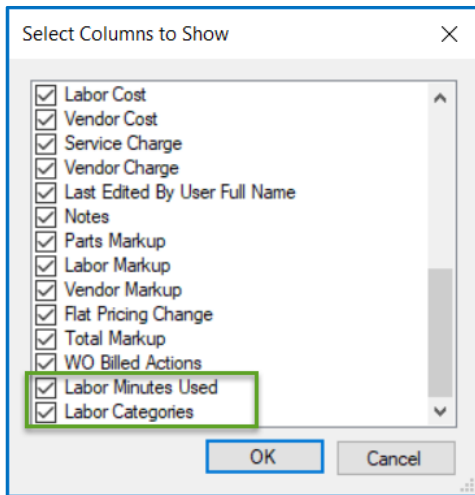 Select Columns to Show
Labor Cost
Vendor Cost
Service Charge
Vendor Charge
Last Edited By User Full Name
Notes
Parts Markup
Labor Markup
Vendor Markup
Flat Pricing Change
Total Markup
WO Billed Actions
Labor Minutes Used
Labor Categories
OK Cancel